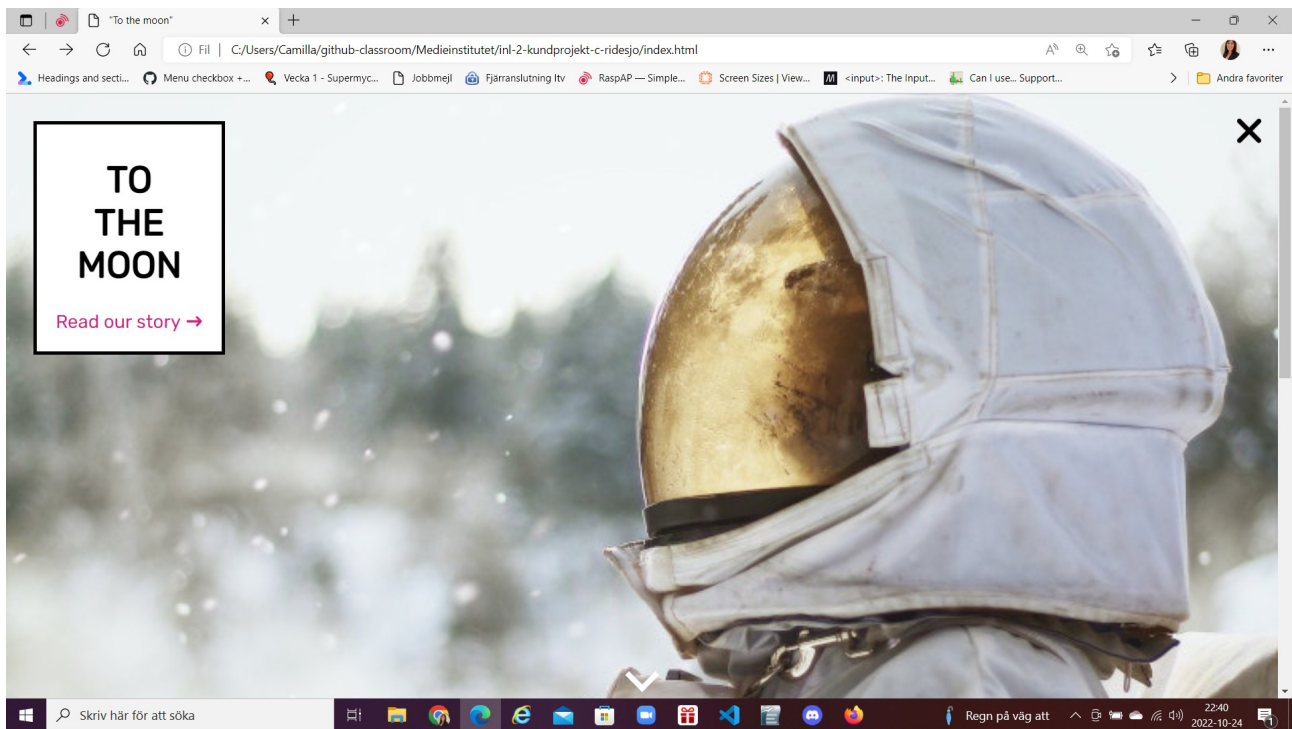 "To the moon"
Fil
C:/Users/Camilla/github-classroom/Medieinstitutet/inl-2-kundprojekt-c-ridesjo/index.html
Headings and secti...
Menu checkbox +...
Vecka 1 - Supermyc...
Jobbmejl
Fjärranslutning ltv
RaspAP — Simple...
Screen Sizes | View...
<input>: The Input...
Can I use... Support...
Andra favoriter
TO
THE
MOON
Read our story →
Skriv här för att söka
Regn på väg att
22:40
2022-10-24